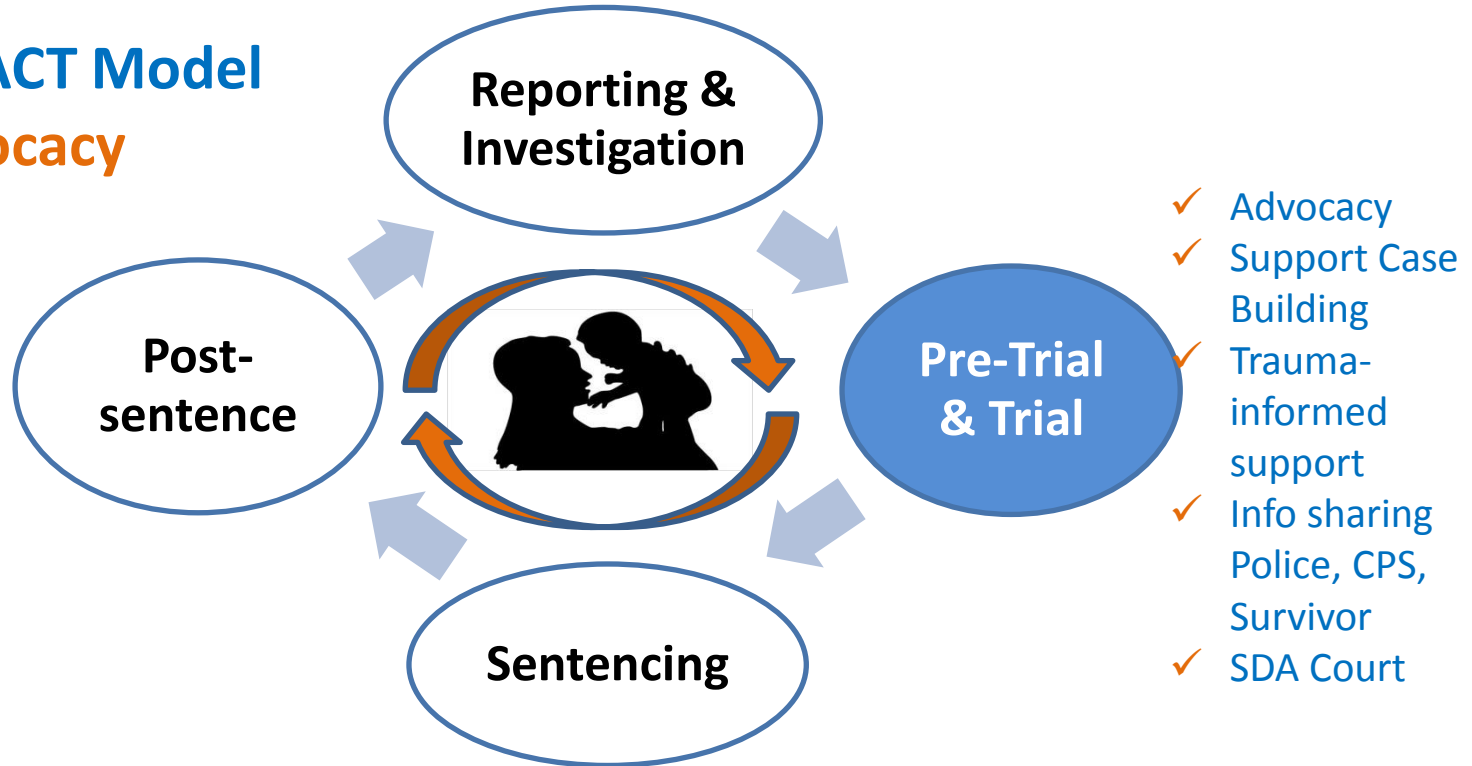 ACT Model
ocacy
Reporting &
Investigation
Post-
sentence
Pre-Trial
& Trial
Sentencing
✓ Advocacy
✓ Support Case
Building
✓ Trauma-
informed
support
✓ Info sharing
Police, CPS,
Survivor
✓ SDA Court